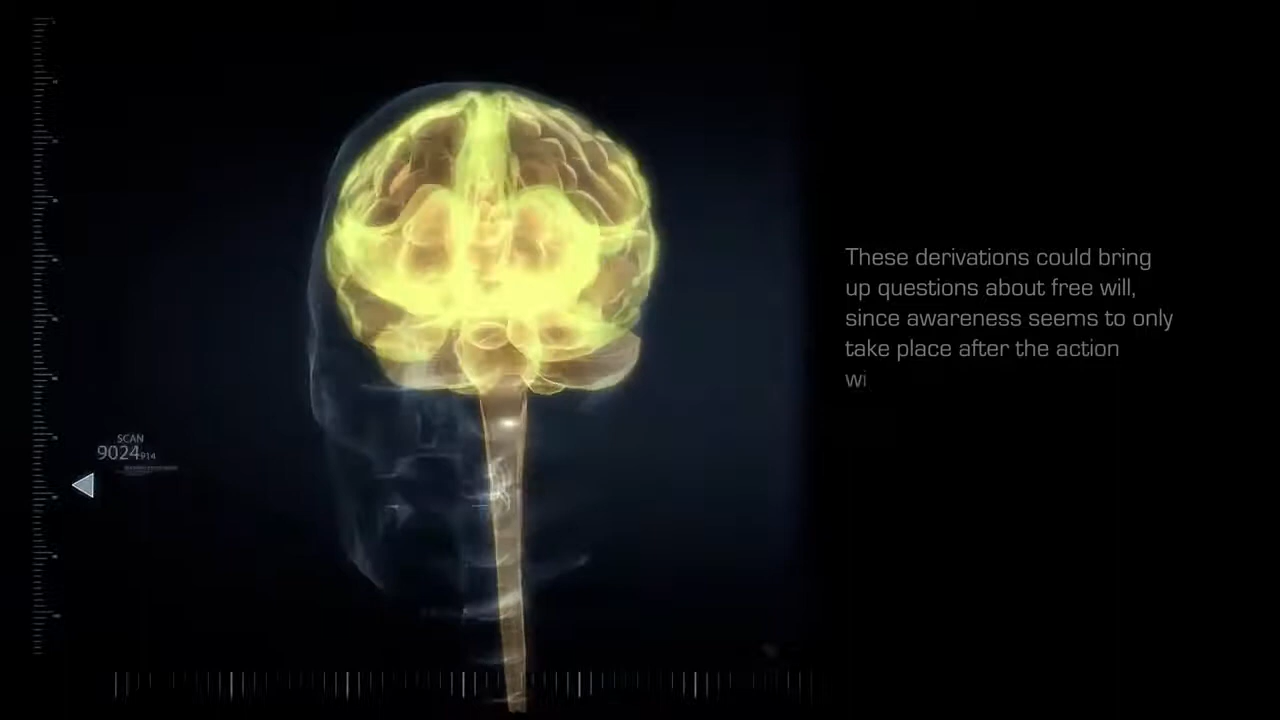 These derivations could bring
up questions about free will,
since awareness seems to only
take place after the action
wi
SCAN
9024914